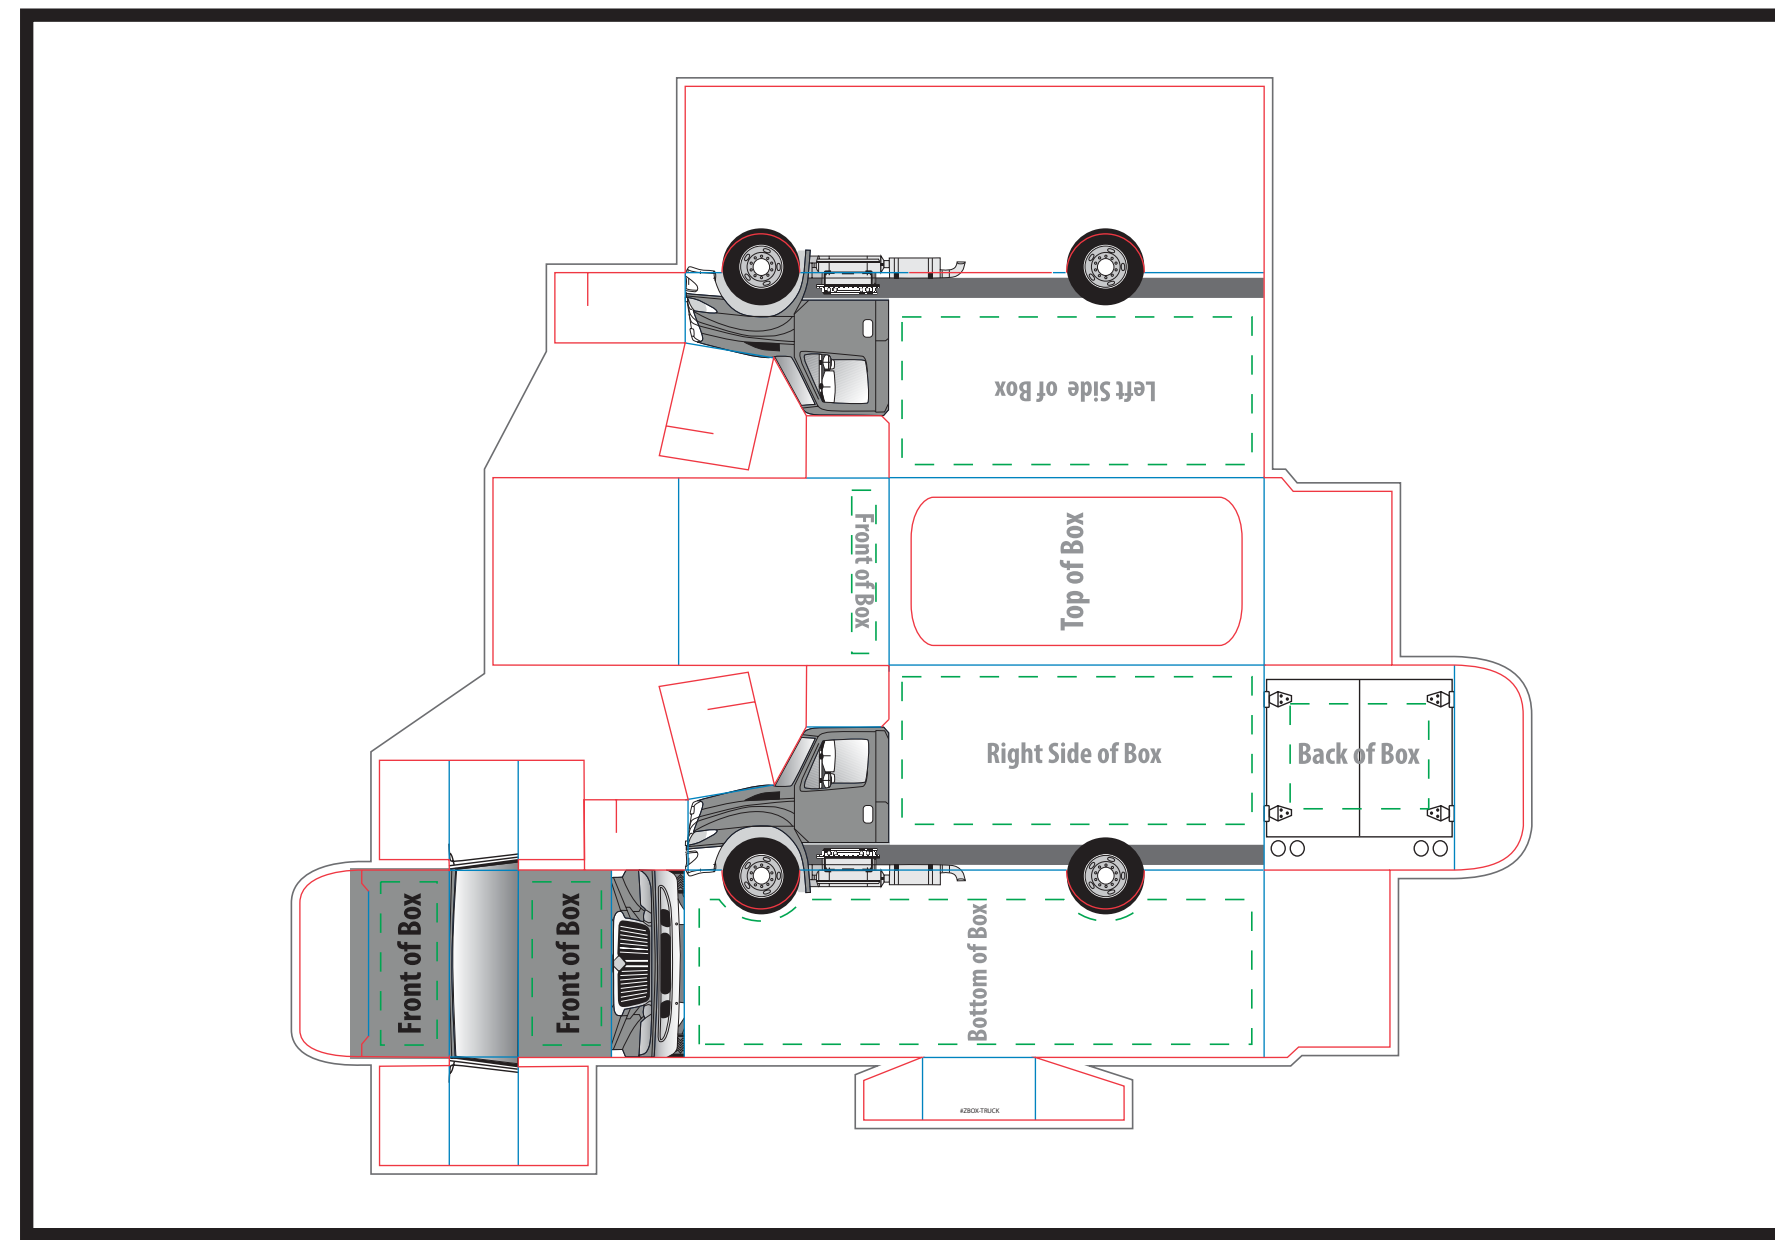 Left Side of Box
Front of Box
Top of Box
Right Side of Box
Back of Box
Front of Box
Front of Box
Bottom of Box
#ZBOX-TRUCK